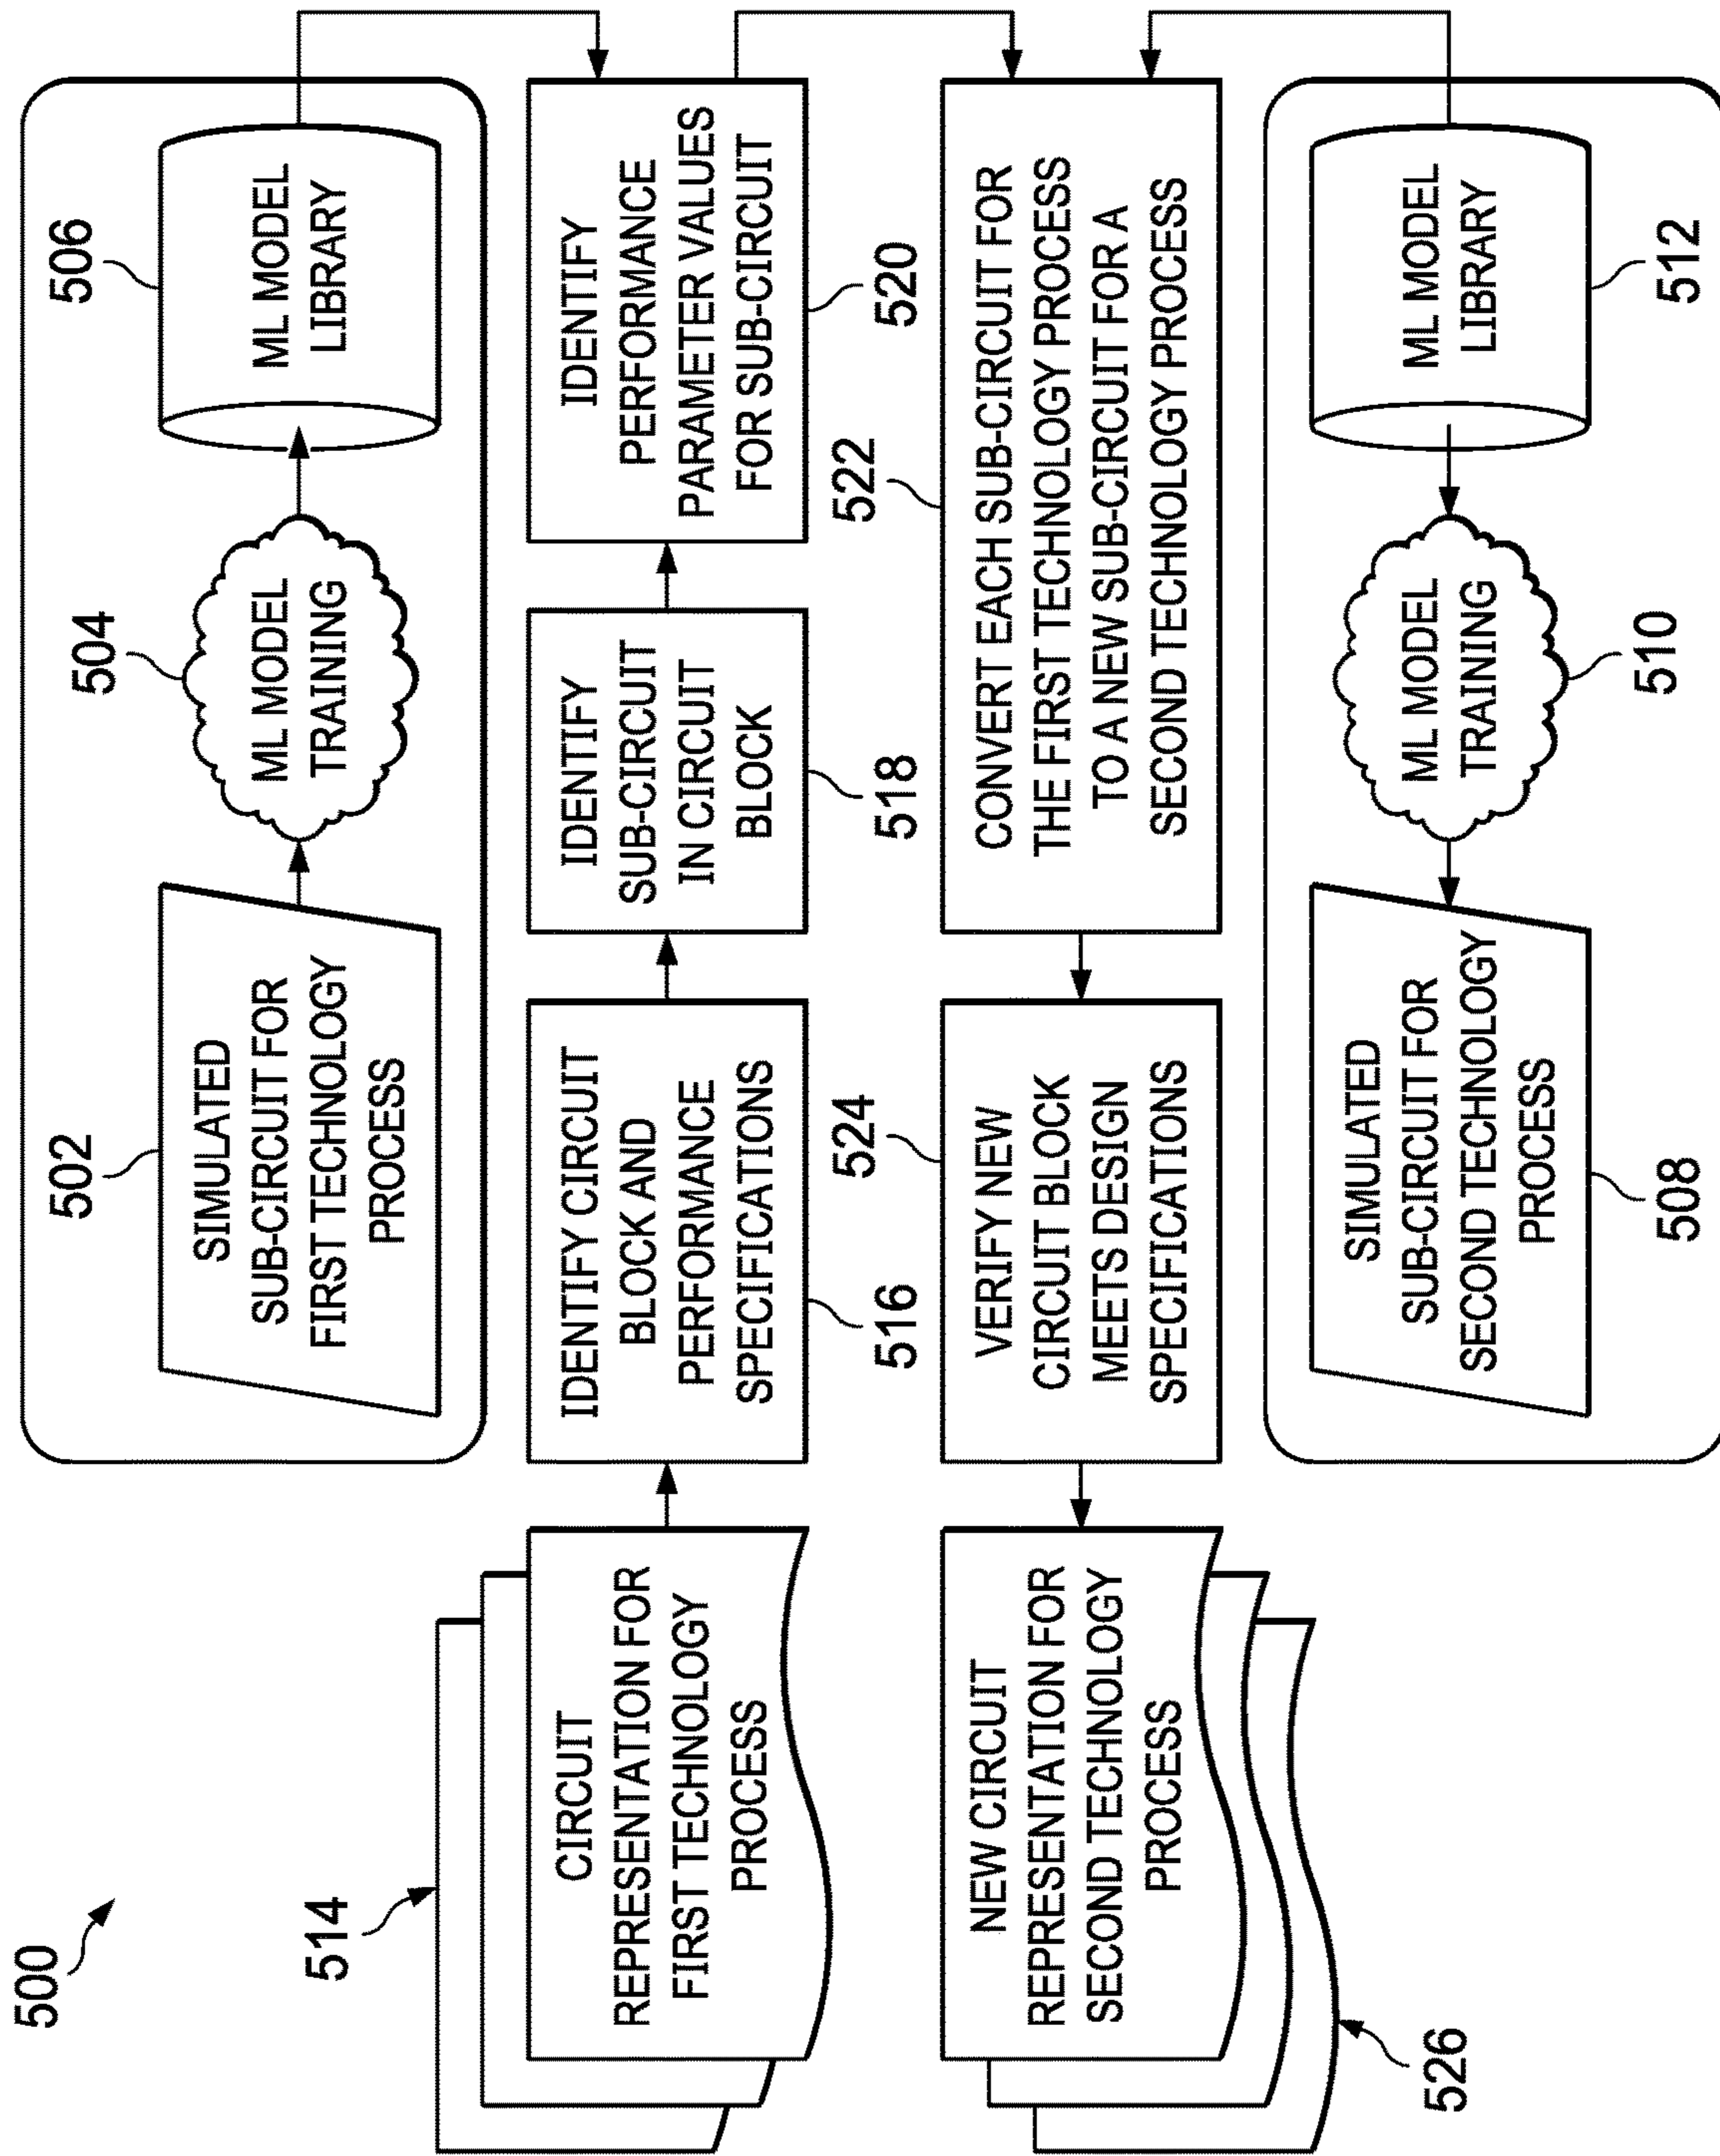 500
502
SIMULATED
SUB-CIRCUIT FOR
FIRST TECHNOLOGY
PROCESS
504
ML MODEL
TRAINING
506
ML MODEL
LIBRARY
514
CIRCUIT
REPRESENTATION FOR
FIRST TECHNOLOGY
PROCESS
IDENTIFY CIRCUIT
BLOCK AND
PERFORMANCE
SPECIFICATIONS
516
IDENTIFY
SUB-CIRCUIT
IN CIRCUIT
BLOCK
518
IDENTIFY
PERFORMANCE
PARAMETER VALUES
FOR SUB-CIRCUIT
520
NEW CIRCUIT
REPRESENTATION FOR
SECOND TECHNOLOGY
PROCESS
526
524
VERIFY NEW
CIRCUIT BLOCK
MEETS DESIGN
SPECIFICATIONS
522
CONVERT EACH SUB-CIRCUIT FOR
THE FIRST TECHNOLOGY PROCESS
TO A NEW SUB-CIRCUIT FOR A
SECOND TECHNOLOGY PROCESS
SIMULATED
SUB-CIRCUIT FOR
SECOND TECHNOLOGY
PROCESS
508
ML MODEL
TRAINING
510
ML MODEL
LIBRARY
512